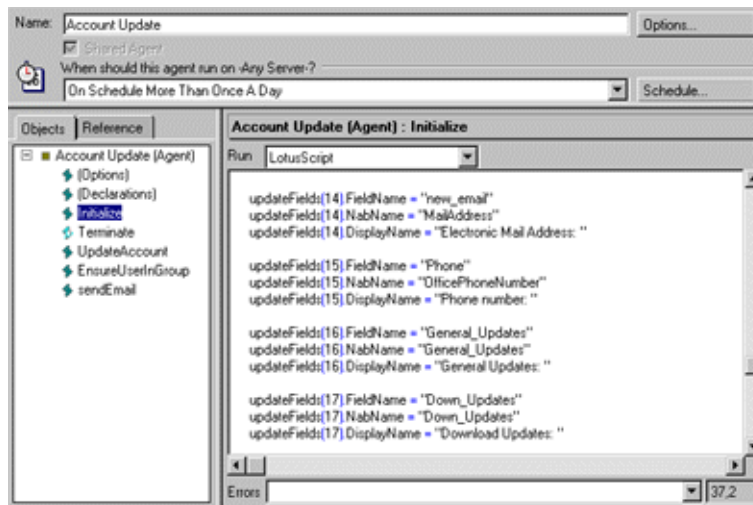 Name: Account Update Options...
Shared Agent
When should this agent run on -Any Server-?
On Schedule More Than Once A Day Schedule...
Objects Reference
Account Update (Agent)
(Options)
(Declarations)
Initialize
Terminate
UpdateAccount
EnsureUserInGroup
sendEmail
Account Update (Agent) : Initialize
Run LotusScript
updateFields(14).FieldName = "new_email"
updateFields(14).NabName = "MailAddress"
updateFields(14).DisplayName = "Electronic Mail Address: "
updateFields(15).FieldName = "Phone"
updateFields(15).NabName = "OfficePhoneNumber"
updateFields(15).DisplayName = "Phone number: "
updateFields(16).FieldName = "General_Updates"
updateFields(16).NabName = "General_Updates"
updateFields(16).DisplayName = "General Updates: "
updateFields(17).FieldName = "Down_Updates"
updateFields(17).NabName = "Down_Updates"
updateFields(17).DisplayName = "Download Updates: "
Errors 37,2